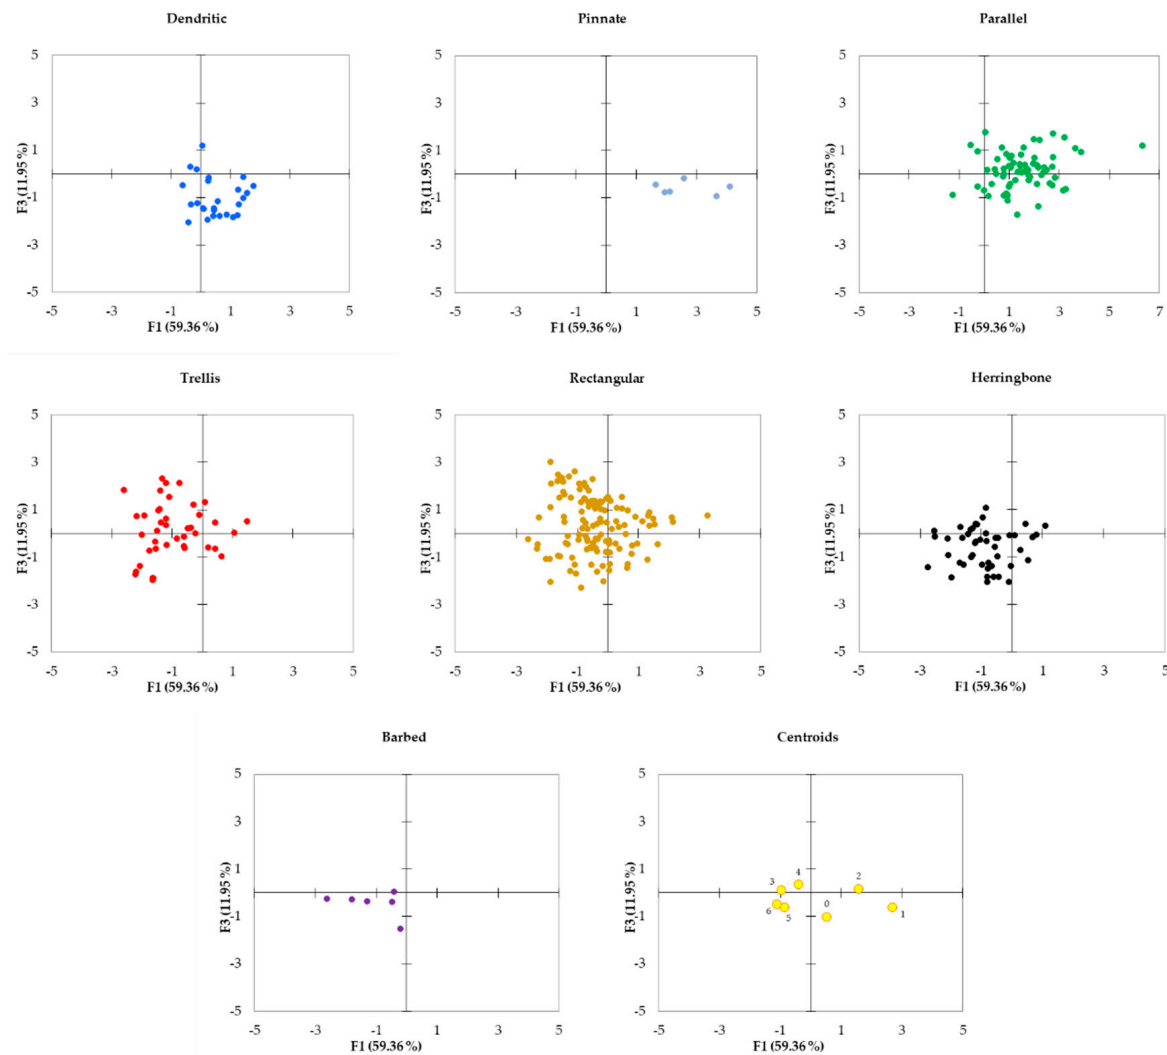 Dendritic
5
3
1
-1
-3
-5
F3 (11.95 %)
-5 -3 -1 1 3 5
F1 (59.36 %)
Pinnate
5
3
1
-1
-3
-5
F3 (11.95 %)
-5 -3 -1 1 3 5
F1 (59.36 %)
Parallel
5
3
1
-1
-3
-5
F3 (11.95 %)
-5 -3 -1 1 3 5 7
F1 (59.36 %)
Trellis
5
3
1
-1
-3
-5
F3 (11.95 %)
-5 -3 -1 1 3 5
F1 (59.36 %)
Rectangular
5
3
1
-1
-3
-5
F3 (11.95 %)
-5 -3 -1 1 3 5
F1 (59.36 %)
Herringbone
5
3
1
-1
-3
-5
F3 (11.95 %)
-5 -3 -1 1 3 5
F1 (59.36 %)
Barbed
5
3
1
-1
-3
-5
F3 (11.95 %)
-5 -3 -1 1 3 5
F1 (59.36 %)
Centroids
5
3
1
-1
-3
-5
F3 (11.95 %)
4
3
2
6
5
0
1
-5 -3 -1 1 3 5
F1 (59.36 %)